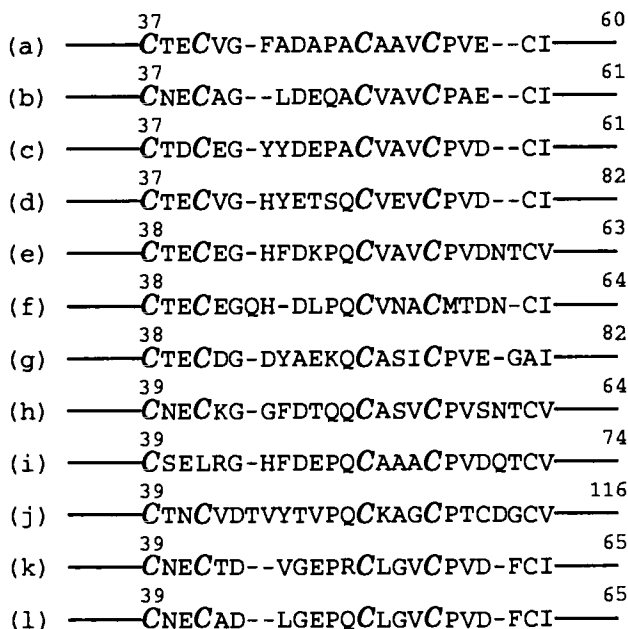 37 60
(a) CTECVG-FADAPACAAVCPVE--CI
37 61
(b) CNECAG--LDEQACVAVCPAE--CI
37 61
(c) CTDCEG-YYDEPACVAVCPVD--CI
37 82
(d) CTECVG-HYETSQCVEVCPVD--CI
38 63
(e) CTECEG-HFDKPQCVAVCPVDNTCV
38 64
(f) CTECEGQH-DLPQCVNACMTDN-CI
38 82
(g) CTECDG-DYAEKQCASICPVE-GAI
39 64
(h) CNECKG-GFDTQQCASVCPVSNTCV
39 74
(i) CSELRG-HFDEPQCAAACPVDQTCV
39 116
(j) CTNCVDTVYTVPQCKAGCPTCDGCV
39 65
(k) CNECTD--VGEPRCLGVCPVD-FCI
39 65
(l) CNECAD--LGEPQCLGVCPVD-FCI